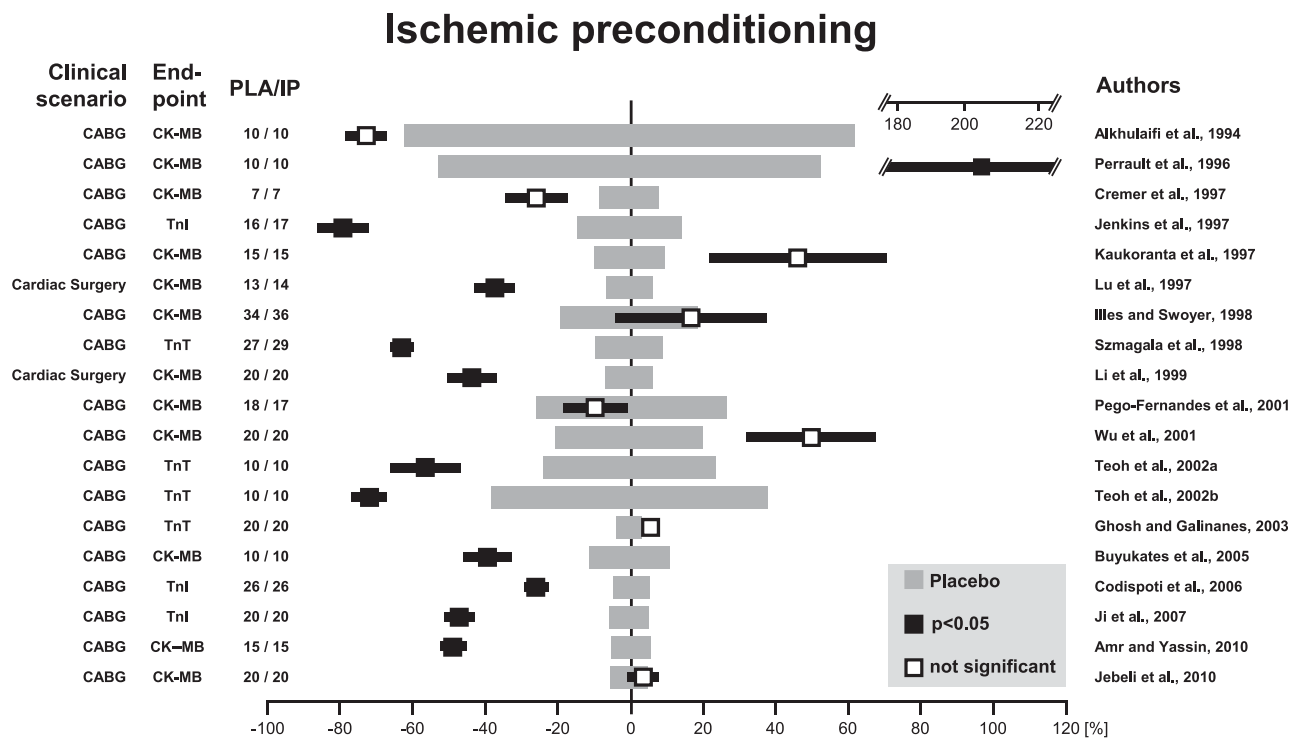 Ischemic preconditioning
Clinical scenario End-point PLA/IP Authors
180 200 220
CABG CK-MB 10 / 10 Alkhulaifi et al., 1994
CABG CK-MB 10 / 10 Perrault et al., 1996
CABG CK-MB 7 / 7 Cremer et al., 1997
CABG TnI 16 / 17 Jenkins et al., 1997
CABG CK-MB 15 / 15 Kaukoranta et al., 1997
Cardiac Surgery CK-MB 13 / 14 Lu et al., 1997
CABG CK-MB 34 / 36 Illes and Swoyer, 1998
CABG TnT 27 / 29 Szmagala et al., 1998
Cardiac Surgery CK-MB 20 / 20 Li et al., 1999
CABG CK-MB 18 / 17 Pego-Fernandes et al., 2001
CABG CK-MB 20 / 20 Wu et al., 2001
CABG TnT 10 / 10 Teoh et al., 2002a
CABG TnT 10 / 10 Teoh et al., 2002b
CABG TnT 20 / 20 Ghosh and Galinanes, 2003
CABG CK-MB 10 / 10 Buyukates et al., 2005
CABG TnI 26 / 26 Codispoti et al., 2006
CABG TnI 20 / 20 Ji et al., 2007
CABG CK–MB 15 / 15 Amr and Yassin, 2010
CABG CK-MB 20 / 20 Jebeli et al., 2010
Placebo
p<0.05
not significant
-100 -80 -60 -40 -20 0 20 40 60 80 100 120 [%]